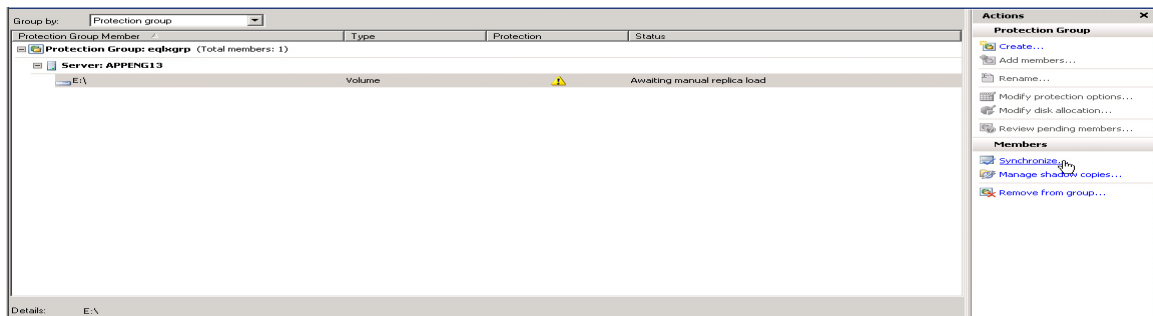 Group by: Protection group
Protection Group Member Type Protection Status
Protection Group: eqlxgrp (Total members: 1)
Server: APPENG13
E:\ Volume Awaiting manual replica load
Details: E:\
Actions
Protection Group
Create...
Add members...
Rename...
Modify protection options...
Modify disk allocation...
Review pending members...
Members
Synchronize...
Manage shadow copies...
Remove from group...